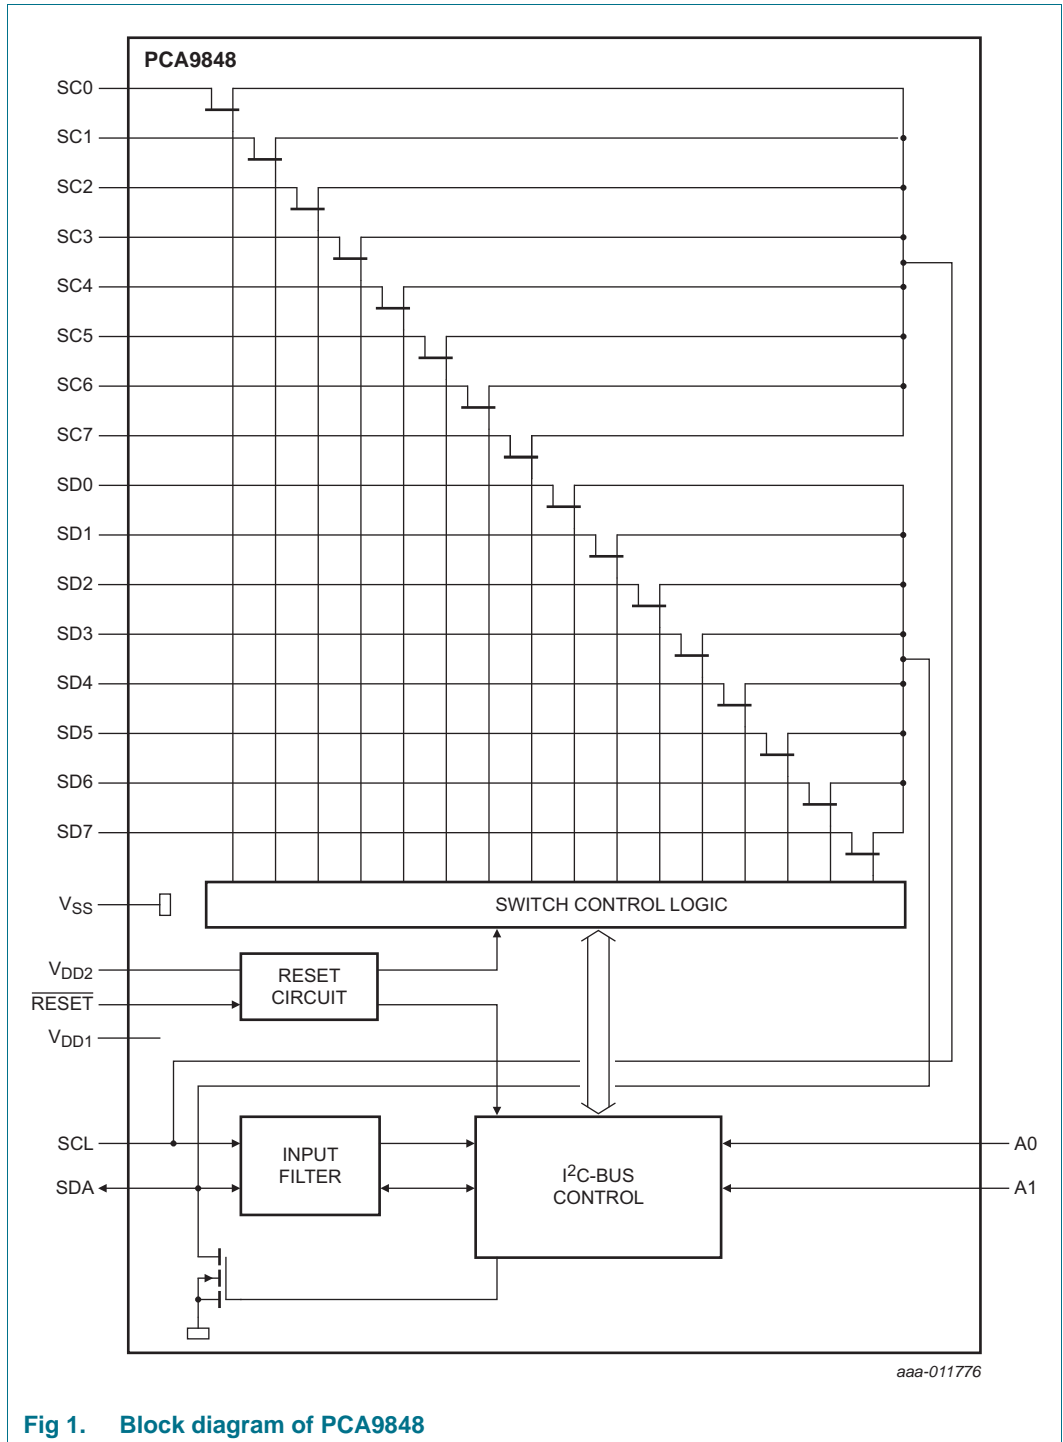 PCA9848
SC0
SC1
SC2
SC3
SC4
SC5
SC6
SC7
SD0
SD1
SD2
SD3
SD4
SD5
SD6
SD7
VSS
SWITCH CONTROL LOGIC
VDD2
RESET
CIRCUIT
RESET
VDD1
SCL
INPUT
FILTER
I2C-BUS
CONTROL
A0
SDA
A1
aaa-011776
Fig 1. Block diagram of PCA9848